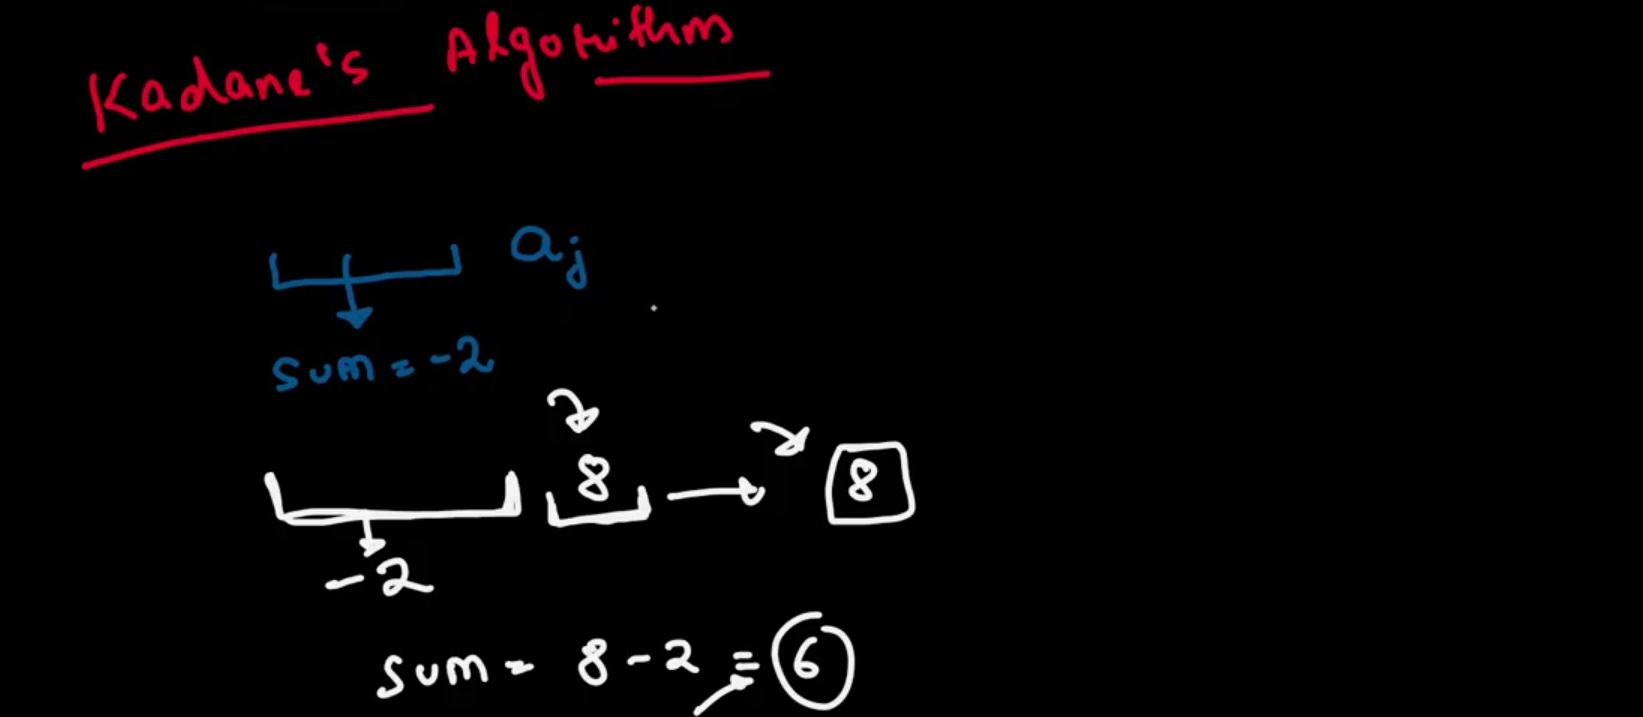 Kadane's Algorithm
aj
sum = -2
8 → 8
-2
sum = 8 - 2 = 6